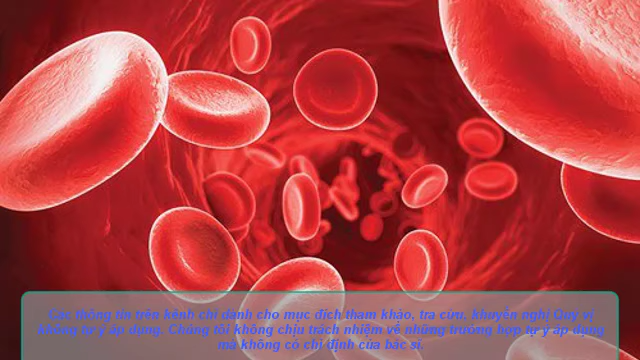 Các thông tin trên kênh chỉ dành cho mục đích tham khảo, tra cứu, khuyến nghị Quý vị
không tự ý áp dụng. Chúng tôi không chịu trách nhiệm về những trường hợp tự ý áp dụng
mà không có chỉ định của bác sĩ.